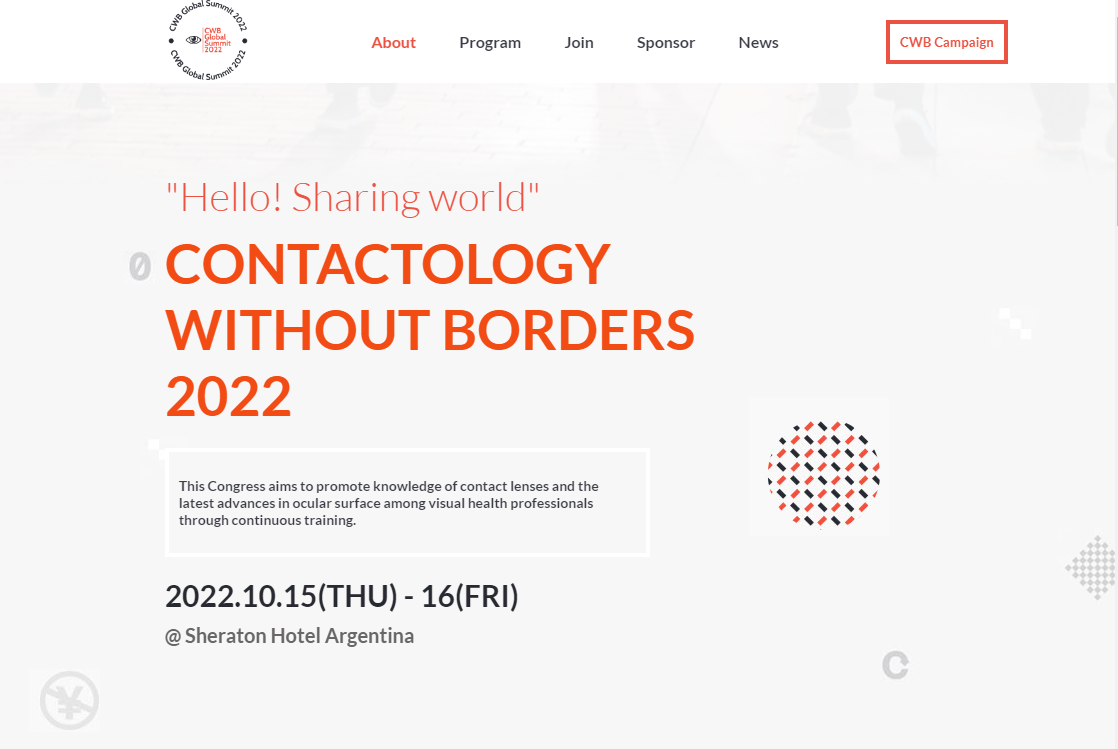 CWB Global Summit 2022
CWB
Global
Summit
2022
CWB Global Summit 2022
About
Program
Join
Sponsor
News
CWB Campaign
"Hello! Sharing world"
CONTACTOLOGY
WITHOUT BORDERS
2022
This Congress aims to promote knowledge of contact lenses and the
latest advances in ocular surface among visual health professionals
through continuous training.
2022.10.15(THU) - 16(FRI)
@ Sheraton Hotel Argentina
0
C
¥